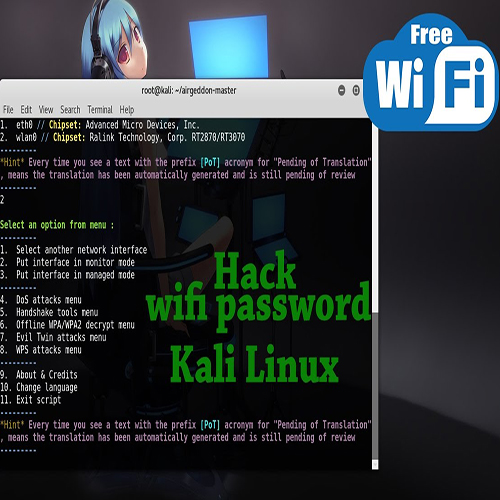 Free
Wi Fi
root@kali: ~/airgeddon-master
File Edit View Search Terminal Help
1. eth0 // Chipset: Advanced Micro Devices, Inc.
2. wlan0 // Chipset: Ralink Technology, Corp. RT2870/RT3070
---------
*Hint* Every time you see a text with the prefix [PoT] acronym for "Pending of Translation"
, means the translation has been automatically generated and is still pending of review
---------
2
Select an option from menu :
---------
1. Select another network interface
2. Put interface in monitor mode
3. Put interface in managed mode
---------
4. DoS attacks menu
5. Handshake tools menu
6. Offline WPA/WPA2 decrypt menu
7. Evil Twin attacks menu
8. WPS attacks menu
---------
9. About & Credits
10. Change language
11. Exit script
---------
*Hint* Every time you see a text with the prefix [PoT] acronym for "Pending of Translation"
, means the translation has been automatically generated and is still pending of review
---------
Hack
wifi password
Kali Linux